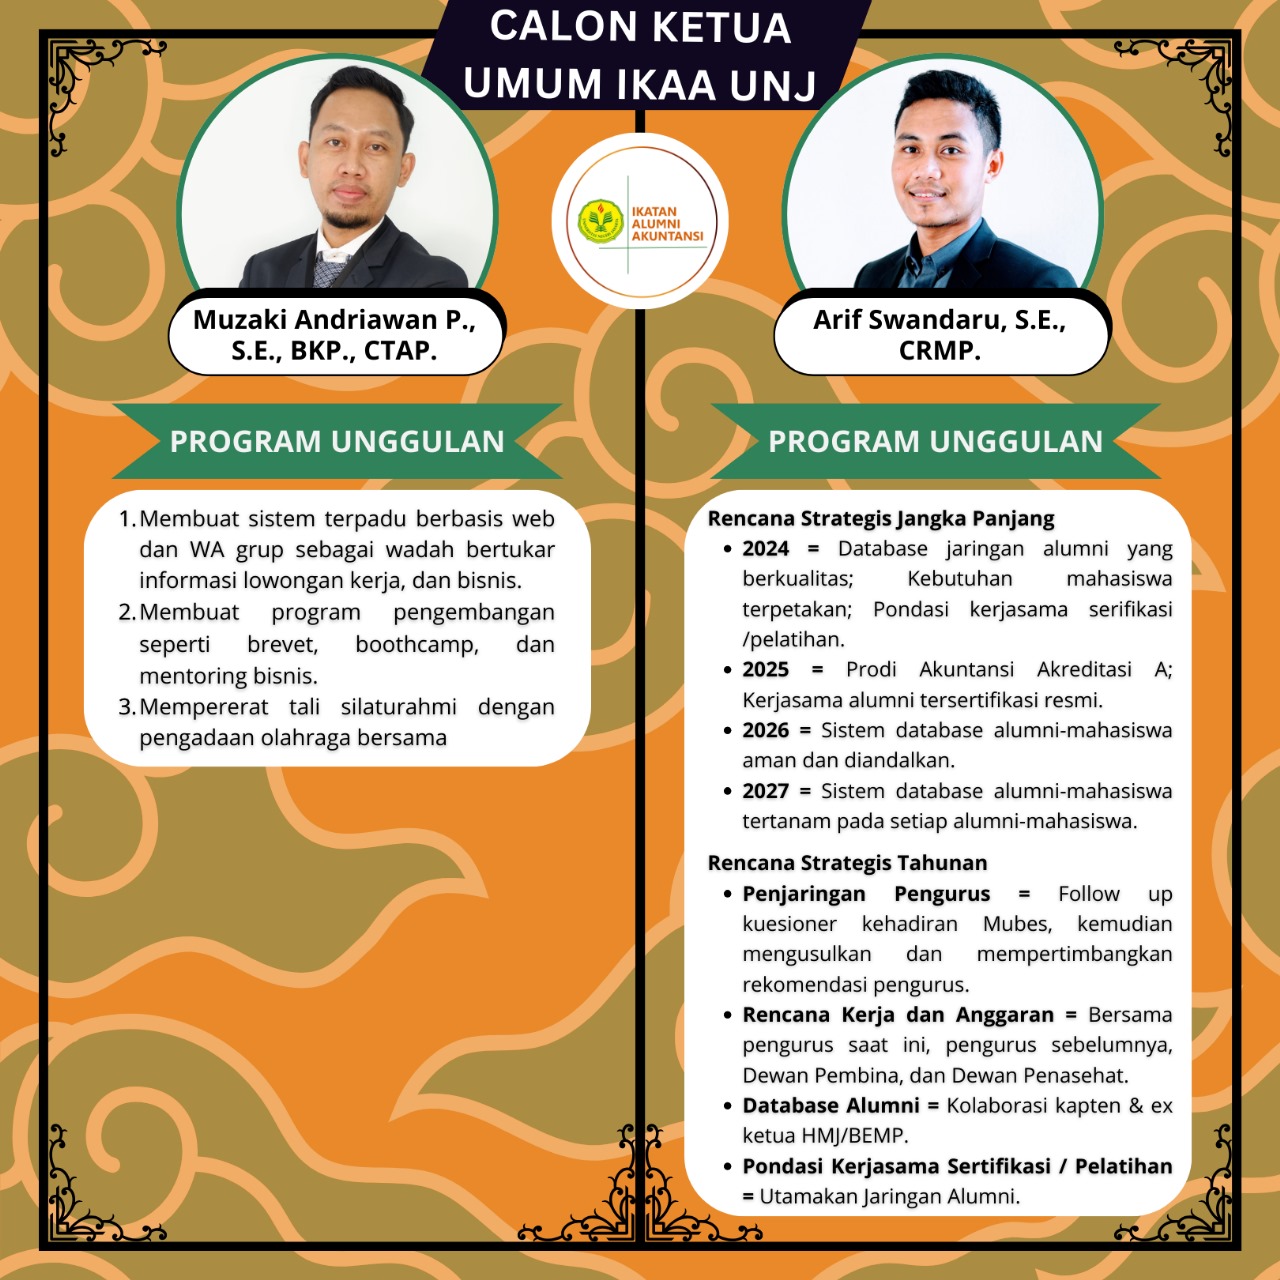 CALON KETUA
UMUM IKAA UNJ
IKATAN
ALUMNI
AKUNTANSI
Muzaki Andriawan P.,
S.E., BKP., CTAP.
PROGRAM UNGGULAN
1. Membuat sistem terpadu berbasis web
dan WA grup sebagai wadah bertukar
informasi lowongan kerja, dan bisnis.
2. Membuat program pengembangan
seperti brevet, boothcamp, dan
mentoring bisnis.
3. Mempererat tali silaturahmi dengan
pengadaan olahraga bersama
Arif Swandaru, S.E.,
CRMP.
PROGRAM UNGGULAN
Rencana Strategis Jangka Panjang
• 2024 = Database jaringan alumni yang
berkualitas; Kebutuhan mahasiswa
terpetakan; Pondasi kerjasama serifikasi
/pelatihan.
• 2025 = Prodi Akuntansi Akreditasi A;
Kerjasama alumni tersertifikasi resmi.
• 2026 = Sistem database alumni-mahasiswa
aman dan diandalkan.
• 2027 = Sistem database alumni-mahasiswa
tertanam pada setiap alumni-mahasiswa.
Rencana Strategis Tahunan
• Penjaringan Pengurus = Follow up
kuesioner kehadiran Mubes, kemudian
mengusulkan dan mempertimbangkan
rekomendasi pengurus.
• Rencana Kerja dan Anggaran = Bersama
pengurus saat ini, pengurus sebelumnya,
Dewan Pembina, dan Dewan Penasehat.
• Database Alumni = Kolaborasi kapten & ex
ketua HMJ/BEMP.
• Pondasi Kerjasama Sertifikasi / Pelatihan
= Utamakan Jaringan Alumni.